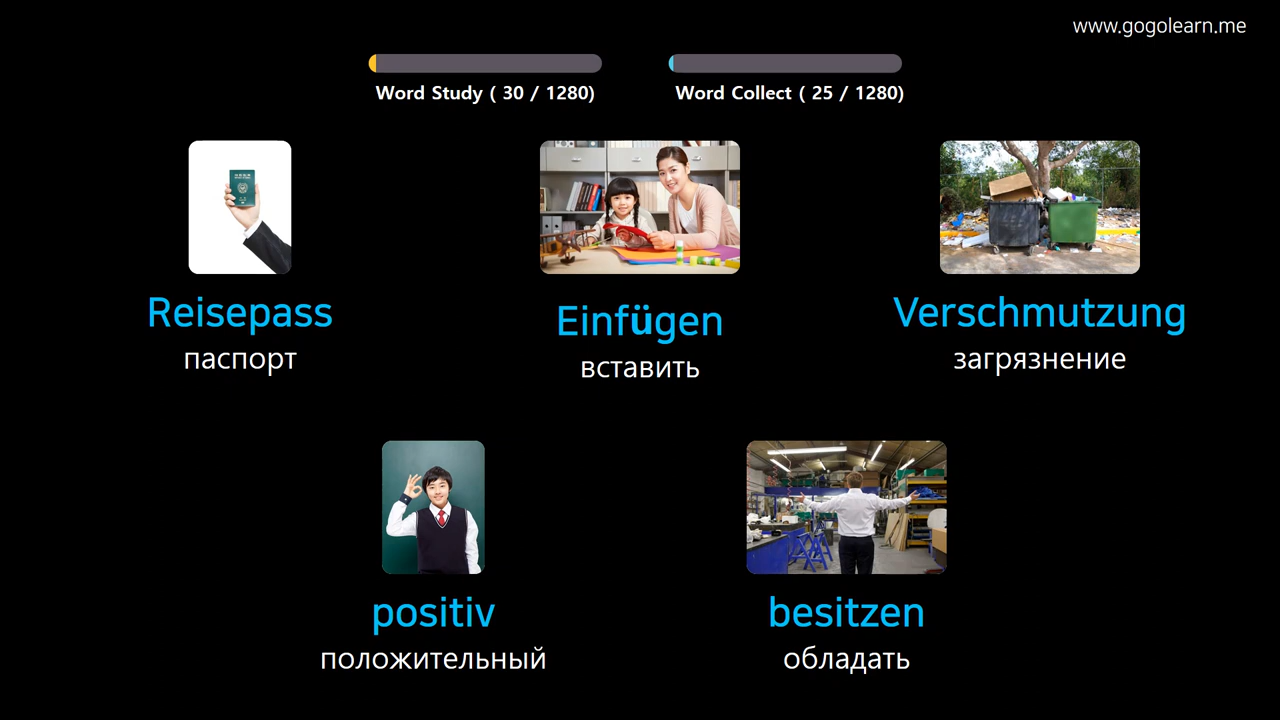 www.gogolearn.me
Word Study ( 30 / 1280)
Word Collect ( 25 / 1280)
Reisepass
паспорт
Einfügen
вставить
Verschmutzung
загрязнение
positiv
положительный
besitzen
обладать